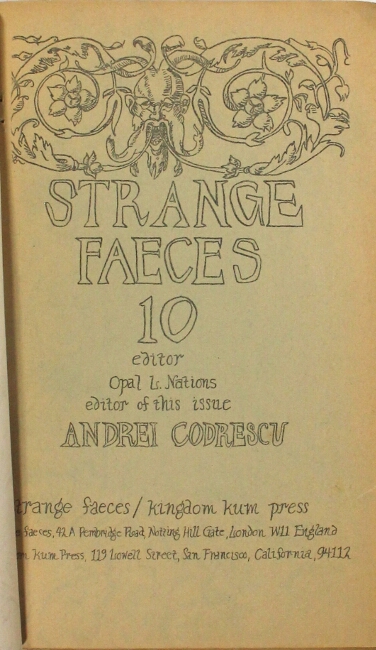 STRANGE
FAECES
10
editor
Opal L. Nations
editor of this issue
ANDREI CODRESCU
trange faeces / kingdom kum press
faeces, 42A Pembridge Road, Notting Hill Gate, London W11 England
Kum Press, 119 Lowell Street, San Francisco, California, 94112